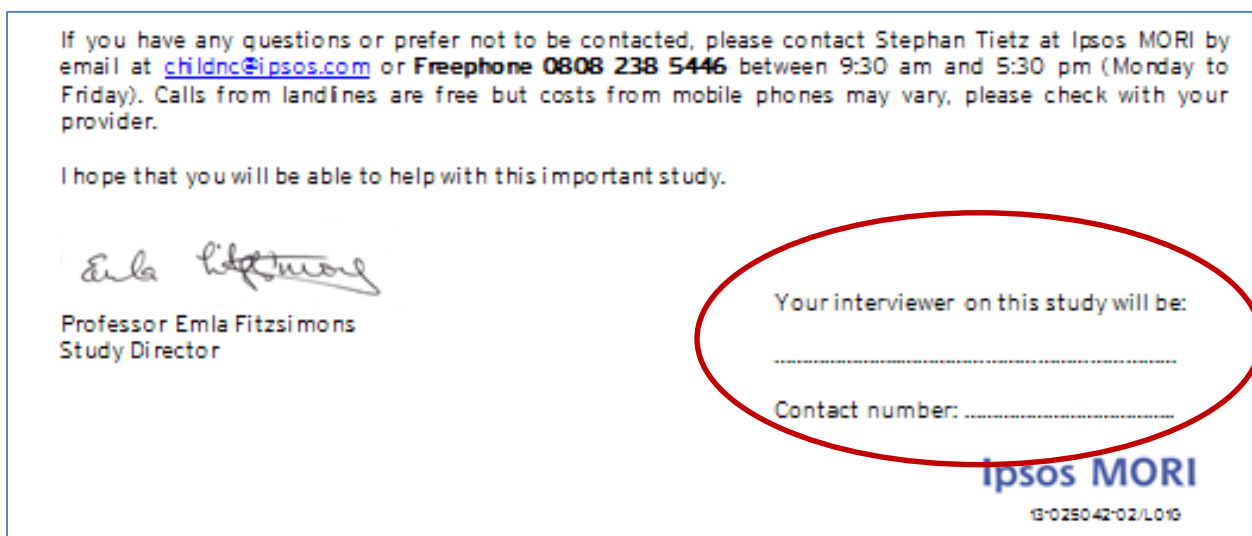 If you have any questions or prefer not to be contacted, please contact Stephan Tietz at Ipsos MORI by
email at childnc@ipsos.com or Freephone 0808 238 5446 between 9:30 am and 5:30 pm (Monday to
Friday). Calls from landlines are free but costs from mobile phones may vary, please check with your
provider.
I hope that you will be able to help with this important study.
Emla Fitzsimons
Professor Emla Fitzsimons
Study Director
Your interviewer on this study will be:
................................................................................
Contact number: ..........................................
Ipsos MORI
13-025042-02/L01G